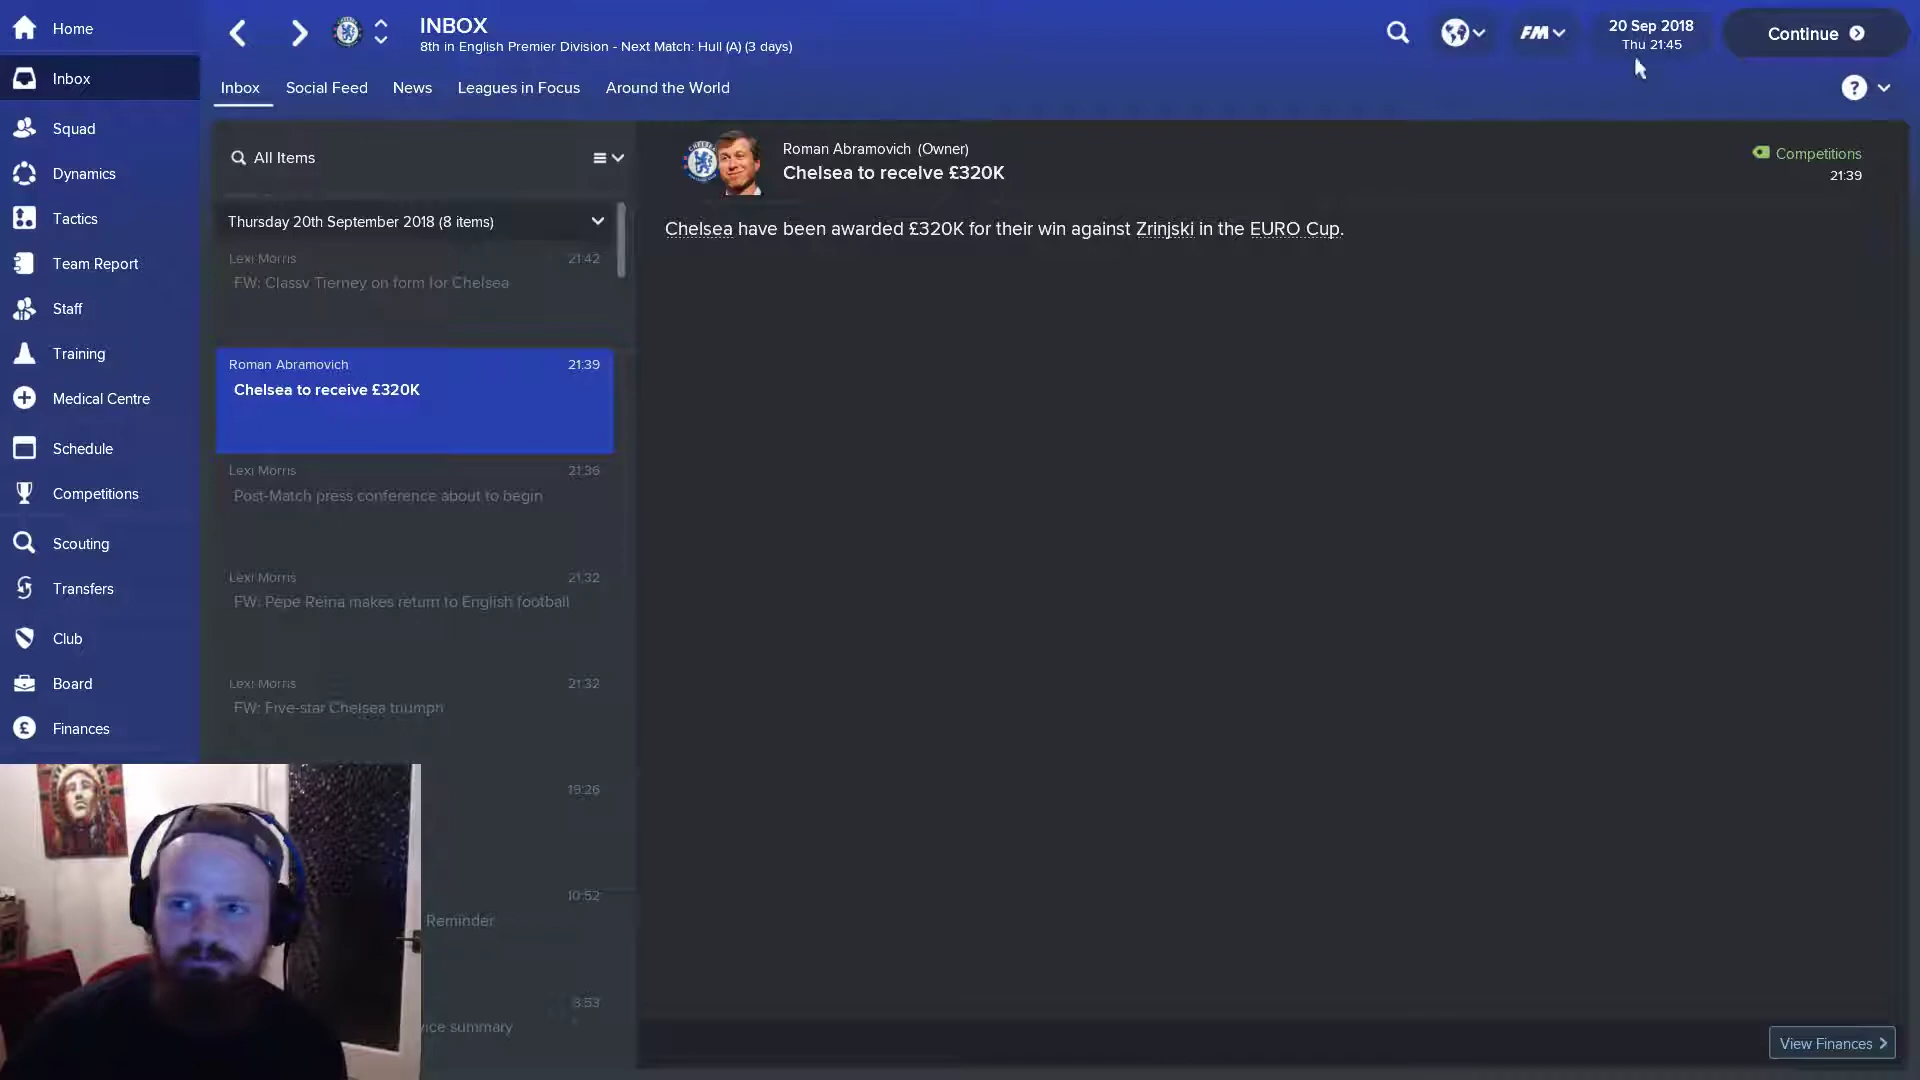 Home
Inbox
Squad
Dynamics
Tactics
Team Report
Staff
Training
Medical Centre
Schedule
Competitions
Scouting
Transfers
Club
Board
Finances
INBOX
8th in English Premier Division - Next Match: Hull (A) (3 days)
FM
20 Sep 2018
Thu 21:45
Continue
Inbox
Social Feed
News
Leagues in Focus
Around the World
?
All Items
Thursday 20th September 2018 (8 items)
Lexi Morris 21:42
FW: Classy Tierney on form for Chelsea
Roman Abramovich 21:39
Chelsea to receive £320K
Lexi Morris 21:36
Post-Match press conference about to begin
Lexi Morris 21:32
FW: Pepe Reina makes return to English football
Lexi Morris 21:32
FW: Five-star Chelsea triumph
19:26
10:52
Reminder
3:53
vice summary
Roman Abramovich (Owner)
Chelsea to receive £320K
Competitions
21:39
Chelsea have been awarded £320K for their win against Zrinjski in the EURO Cup.
View Finances